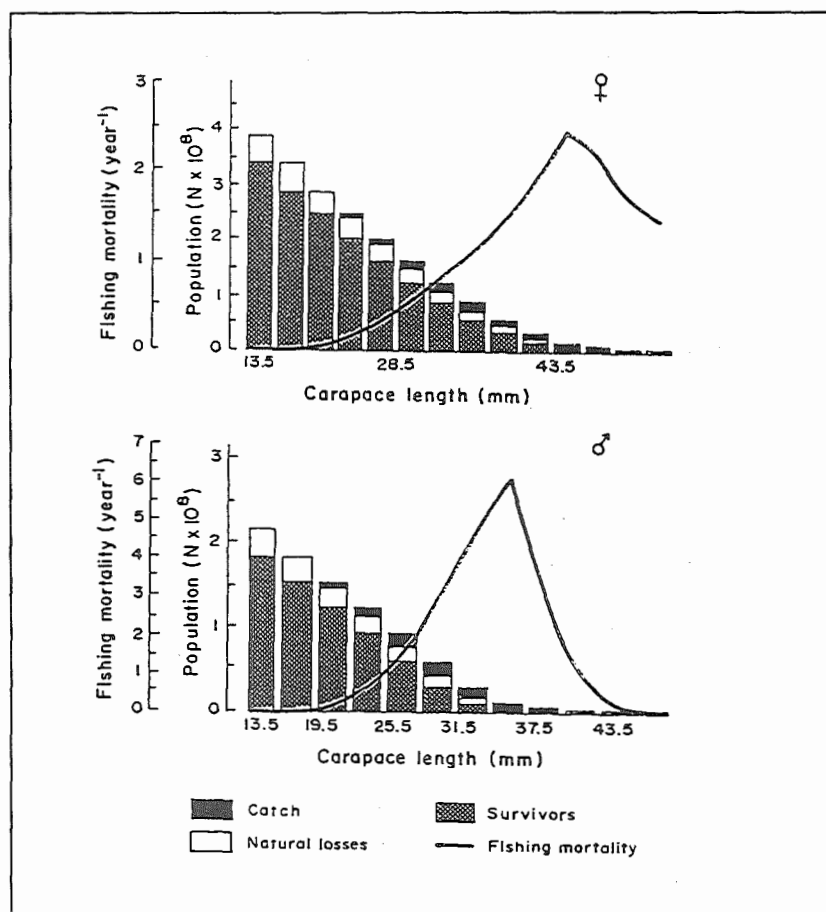 ♀
Fishing mortality (year⁻¹)
3
2
1
0
Population (N x 10⁸)
4
3
2
1
0
13.5 28.5 43.5
Carapace length (mm)
♂
Fishing mortality (year⁻¹)
7
6
5
4
3
2
1
0
Population (N x 10⁸)
3
2
1
0
13.5 19.5 25.5 31.5 37.5 43.5
Carapace length (mm)
Catch
Survivors
Natural losses
Fishing mortality